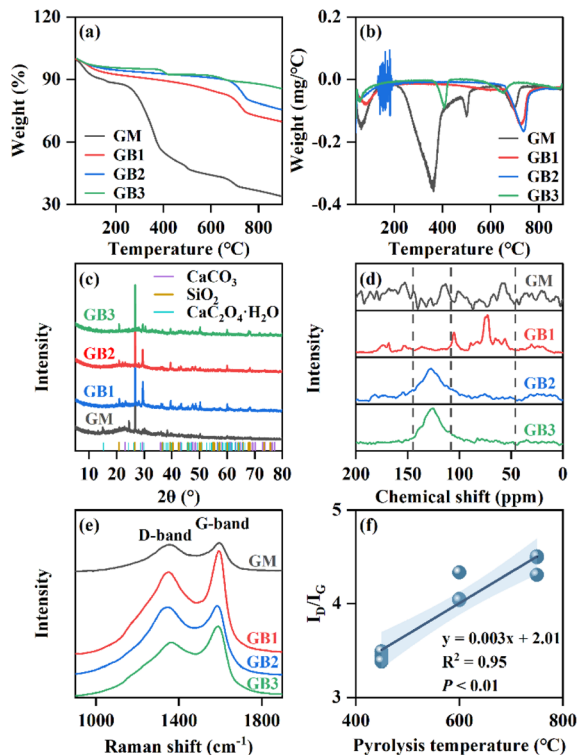 (a)
120
90
60
30
Weight (%)
GM
GB1
GB2
GB3
200 400 600 800
Temperature (℃)
(b)
0.0
-0.2
-0.4
Weight (mg/℃)
GM
GB1
GB2
GB3
200 400 600 800
Temperature (℃)
(c)
CaCO₃
SiO₂
CaC₂O₄·H₂O
GB3
GB2
GB1
GM
Intensity
10 20 30 40 50 60 70 80
2θ (°)
(d)
GM
GB1
GB2
GB3
Intensity
200 150 100 50 0
Chemical shift (ppm)
(e)
D-band
G-band
GM
GB1
GB2
GB3
Intensity
1000 1400 1800
Raman shift (cm⁻¹)
(f)
5
4
3
I_D/I_G
y = 0.003x + 2.01
R² = 0.95
P < 0.01
400 600 800
Pyrolysis temperature (℃)